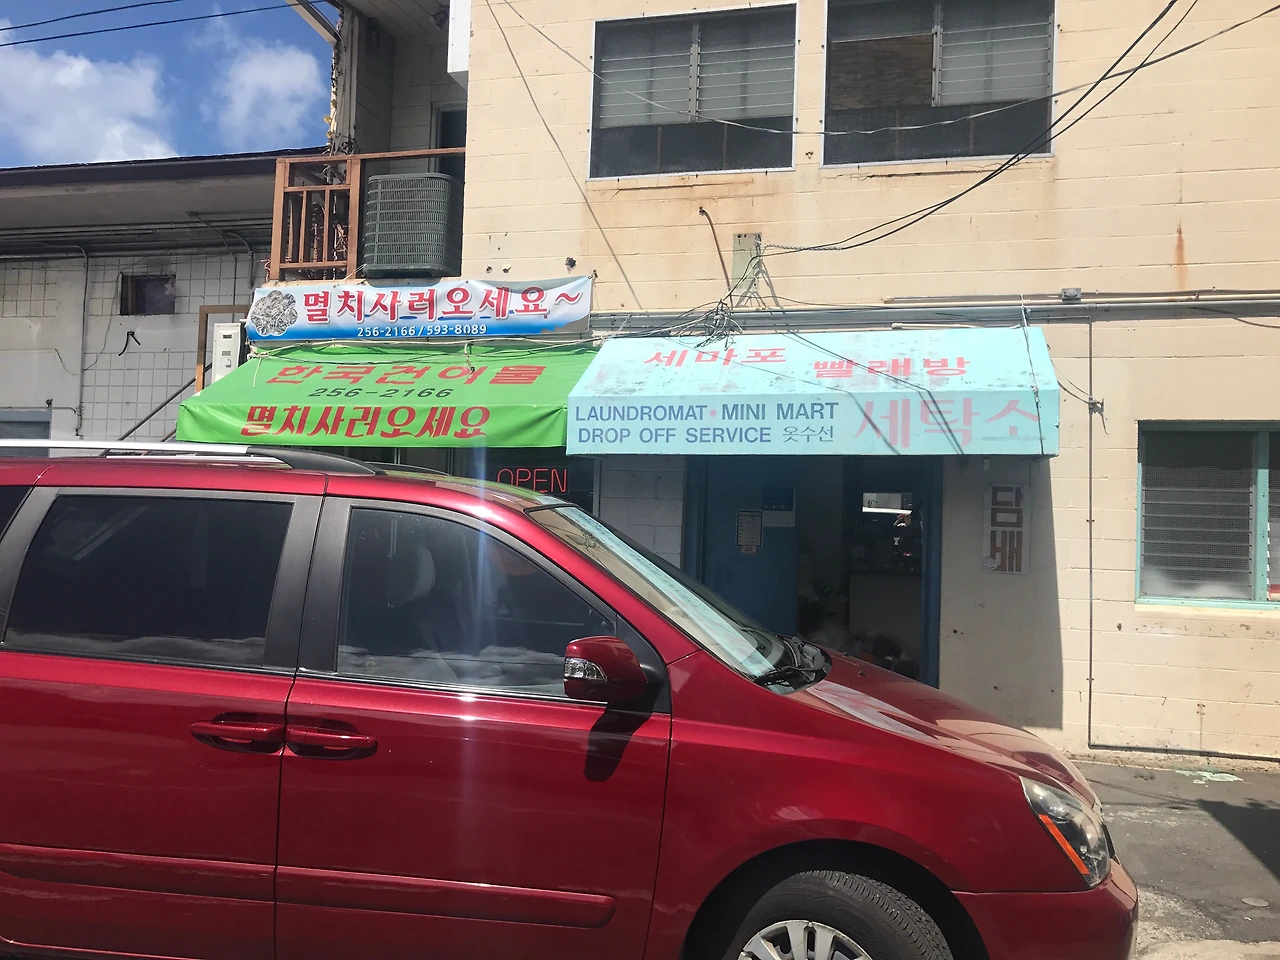 멸치사러오세요~
256-2166/593-8089
한국건어물
256-2166
멸치사러오세요
OPEN
세마포 빨래방
LAUNDROMAT • MINI MART
DROP OFF SERVICE 옷수선
세탁소
담배